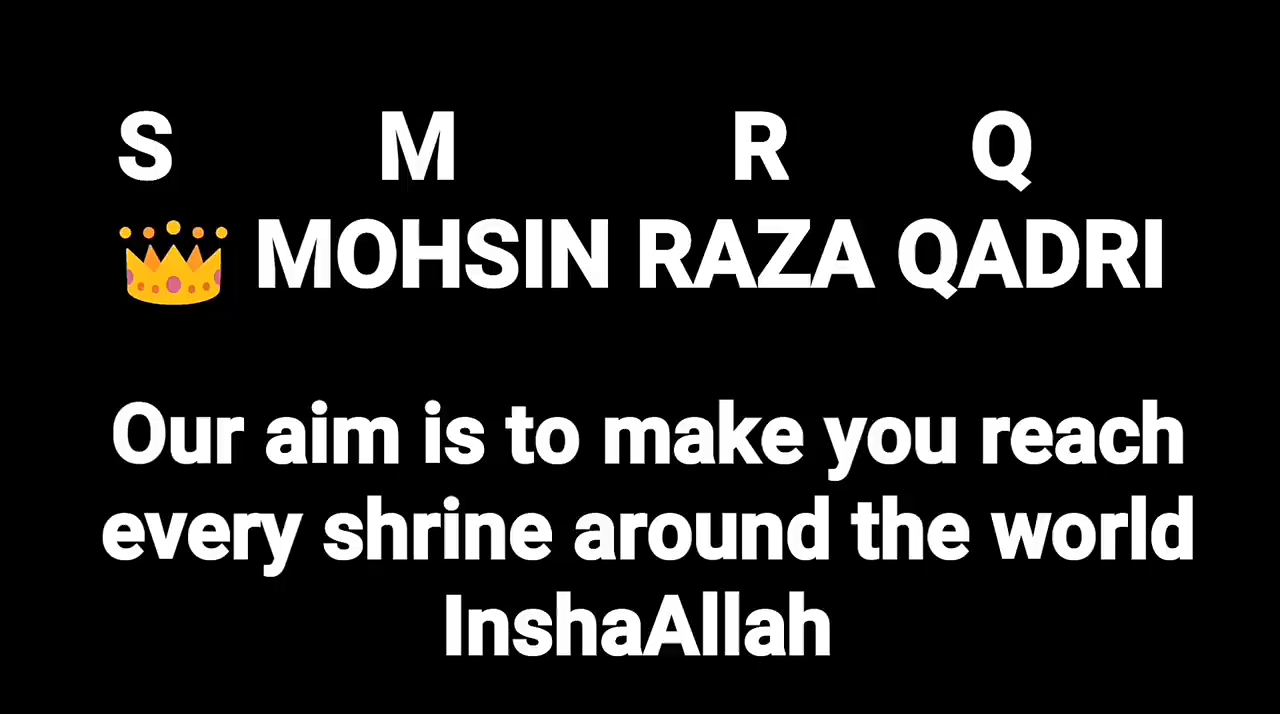 S M R Q
👑 MOHSIN RAZA QADRI
Our aim is to make you reach
every shrine around the world
InshaAllah